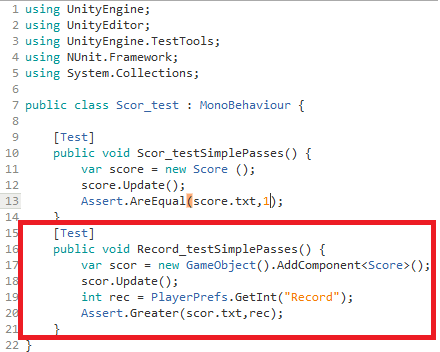 1 using UnityEngine;
2 using UnityEditor;
3 using UnityEngine.TestTools;
4 using NUnit.Framework;
5 using System.Collections;
6
7 public class Scor_test : MonoBehaviour {
8
9 [Test]
10 public void Scor_testSimplePasses() {
11 var score = new Score ();
12 score.Update();
13 Assert.AreEqual(score.txt,1);
14 }
15 [Test]
16 public void Record_testSimplePasses() {
17 var scor = new GameObject().AddComponent<Score>();
18 scor.Update();
19 int rec = PlayerPrefs.GetInt("Record");
20 Assert.Greater(scor.txt,rec);
21 }
22 }